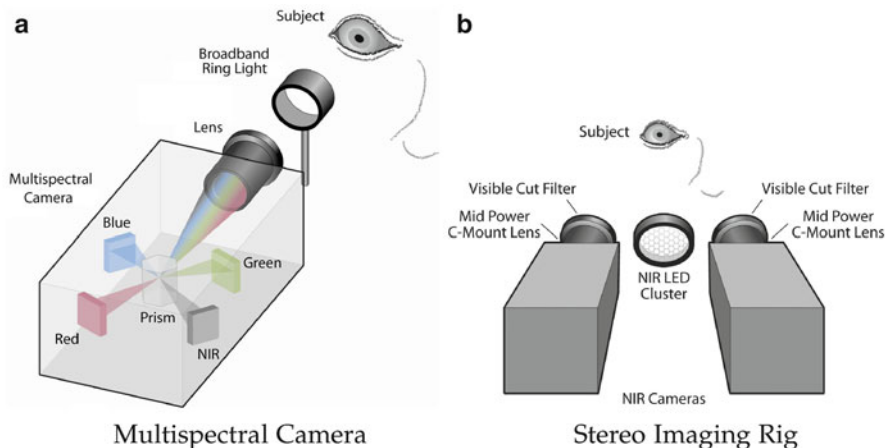 a
Subject
Broadband
Ring Light
Lens
Multispectral
Camera
Blue
Green
Prism
Red
NIR
Multispectral Camera
b
Subject
Visible Cut Filter
Visible Cut Filter
Mid Power
C-Mount Lens
Mid Power
C-Mount Lens
NIR LED
Cluster
NIR Cameras
Stereo Imaging Rig